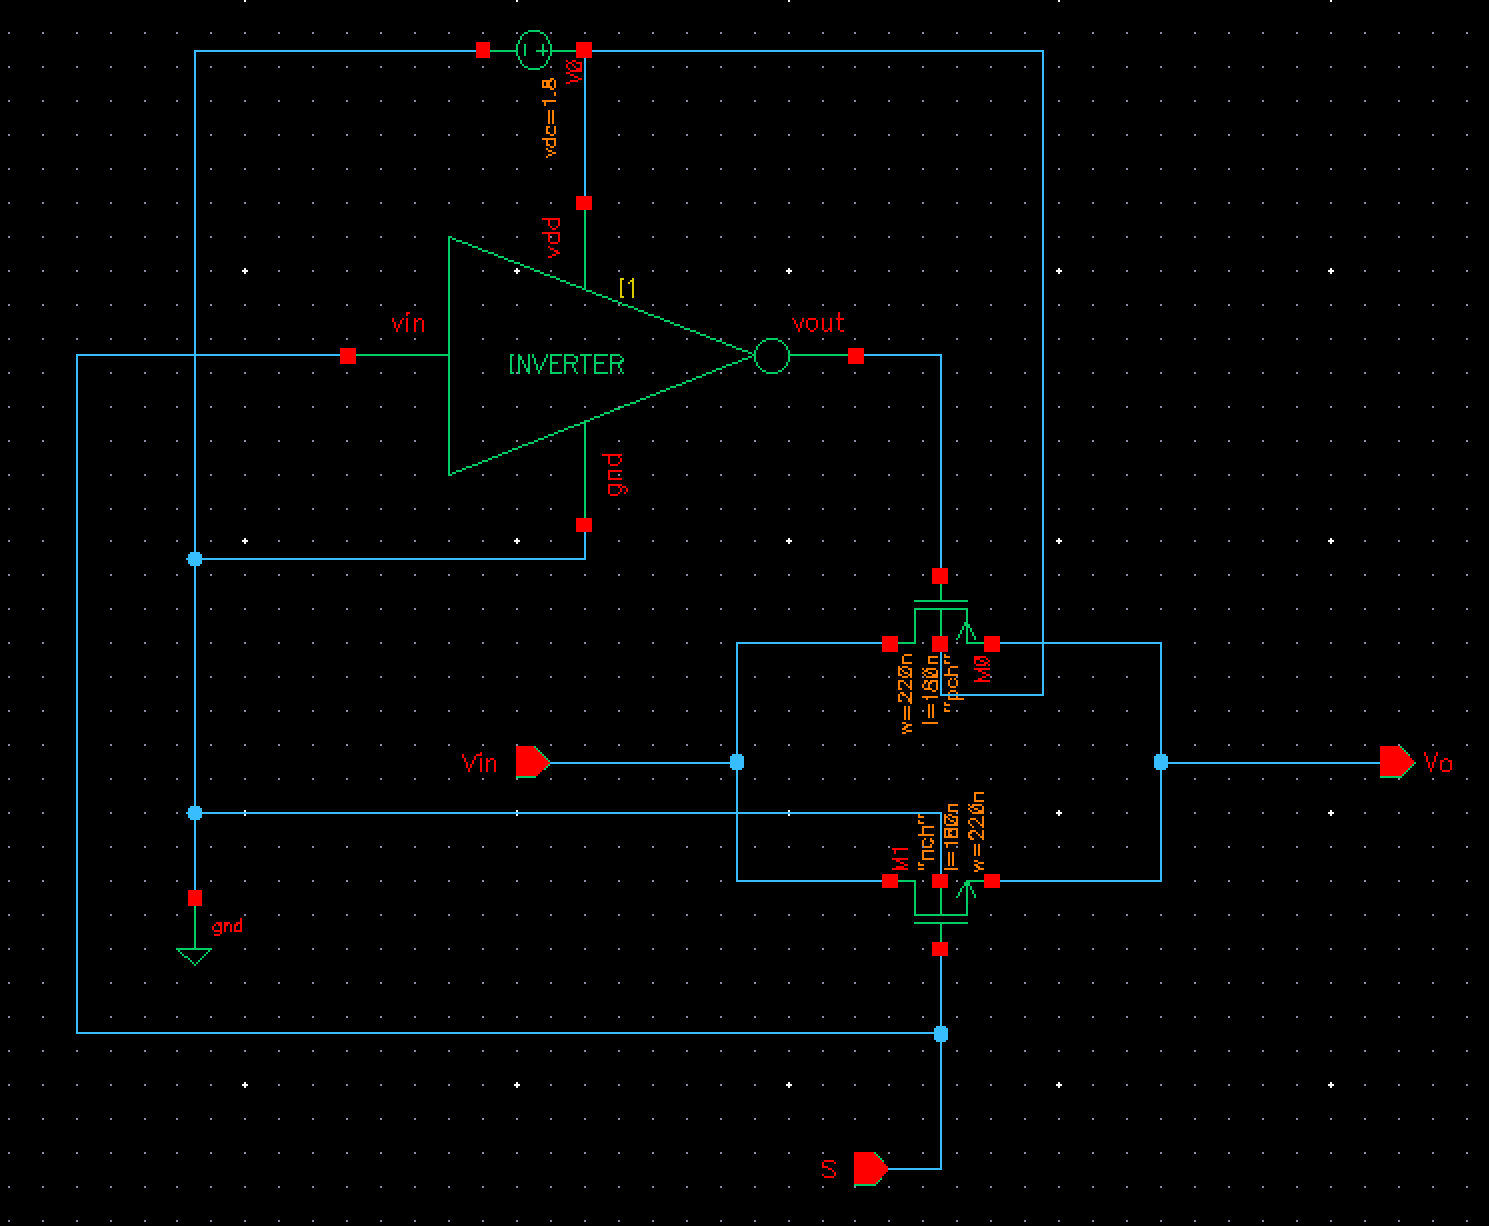 V0
vdc=1.8
vdd
I1
vin
INVERTER
vout
gnd
w=220n
l=180n
"pch"
M0
Vin
Vo
M1
"nch"
l=180n
w=220n
gnd
S